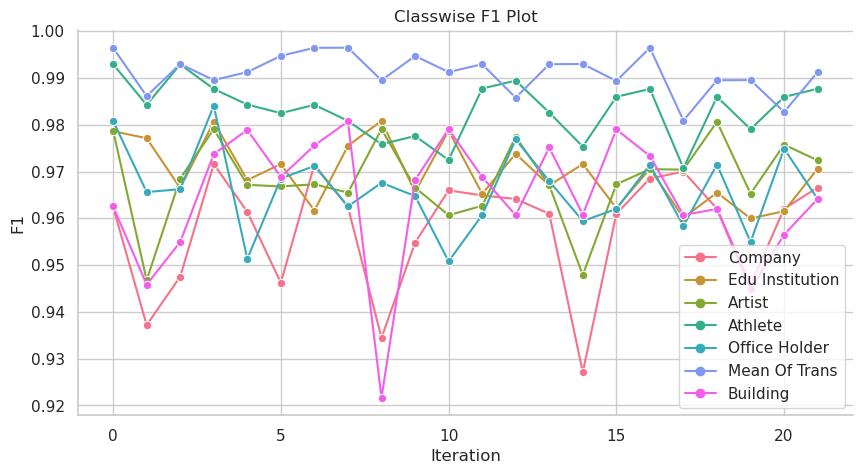 Classwise F1 Plot
1.00
0.99
0.98
0.97
0.96
0.95
0.94
0.93
0.92
F1
0 5 10 15 20
Iteration
Company
Edu Institution
Artist
Athlete
Office Holder
Mean Of Trans
Building